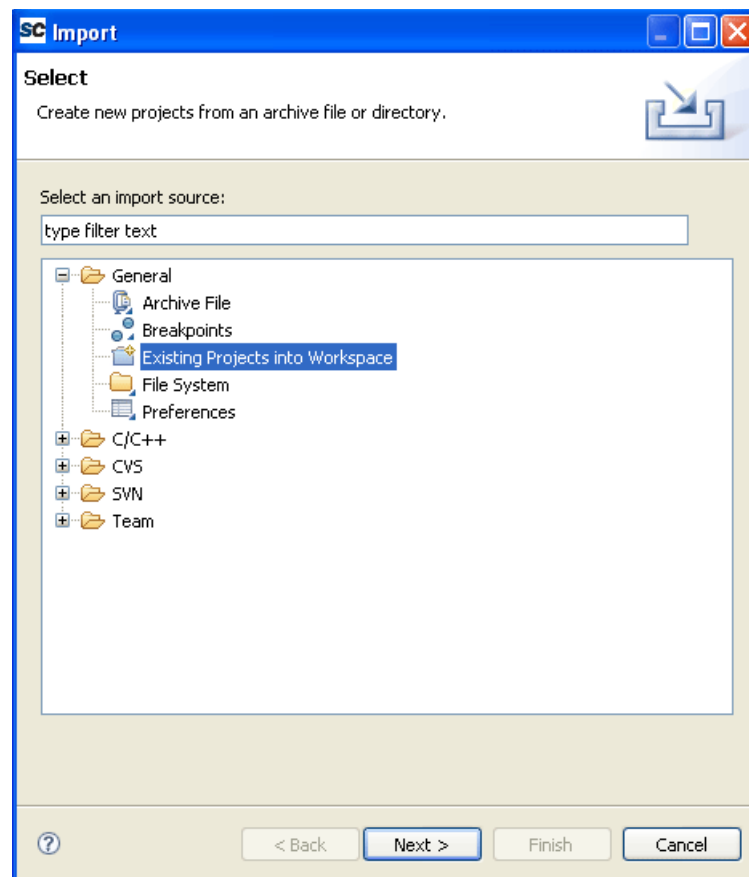 SC Import
Select
Create new projects from an archive file or directory.
Select an import source:
type filter text
General
Archive File
Breakpoints
Existing Projects into Workspace
File System
Preferences
C/C++
CVS
SVN
Team
< Back Next > Finish Cancel